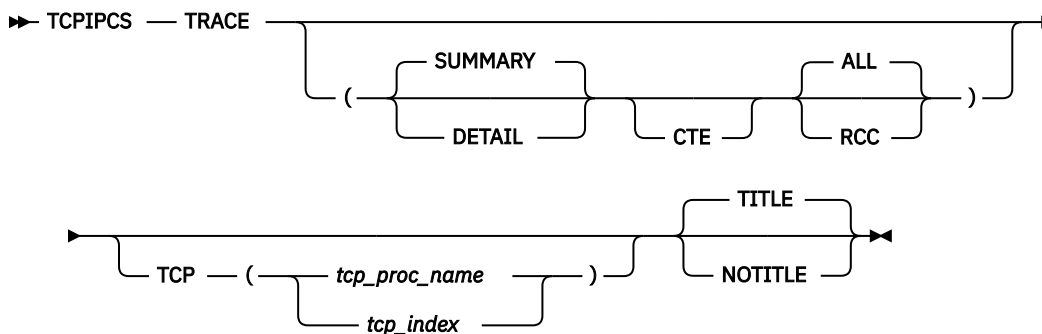 TCPIPCS TRACE
SUMMARY ALL
( )
DETAIL CTE RCC
TITLE
TCP ( tcp_proc_name ) NOTITLE
tcp_index